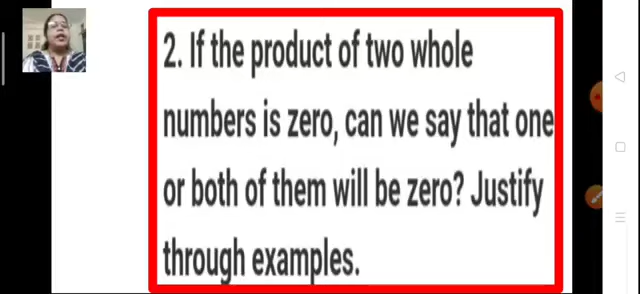 2. If the product of two whole
numbers is zero, can we say that one
or both of them will be zero? Justify
through examples.